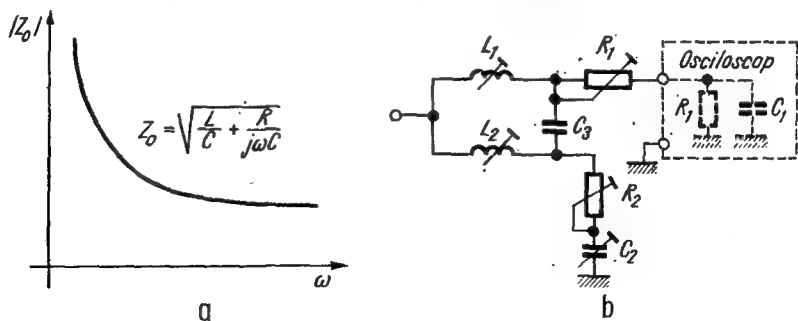 |Z₀|
Z₀ = √(L/C + R/jωC)
ω
a
L₁
R₁
Osciloscop
R₁
C₁
L₂
C₃
R₂
C₂
b